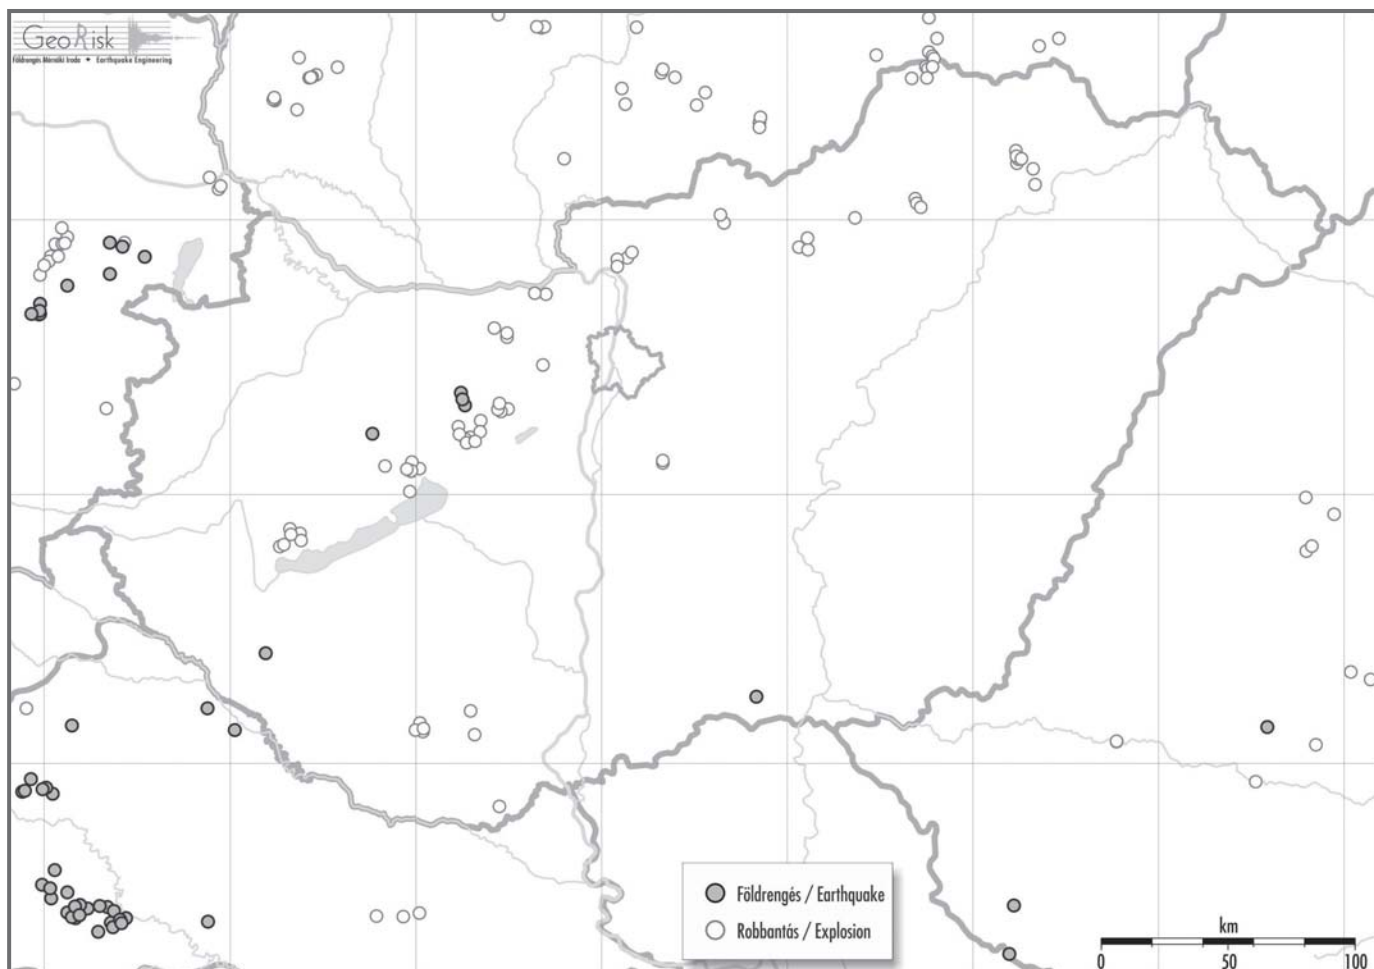 GeoRisk
Földrengés Mérnöki Iroda ✦ Earthquake Engineering
Földrengés / Earthquake
Robbantás / Explosion
km
0 50 100